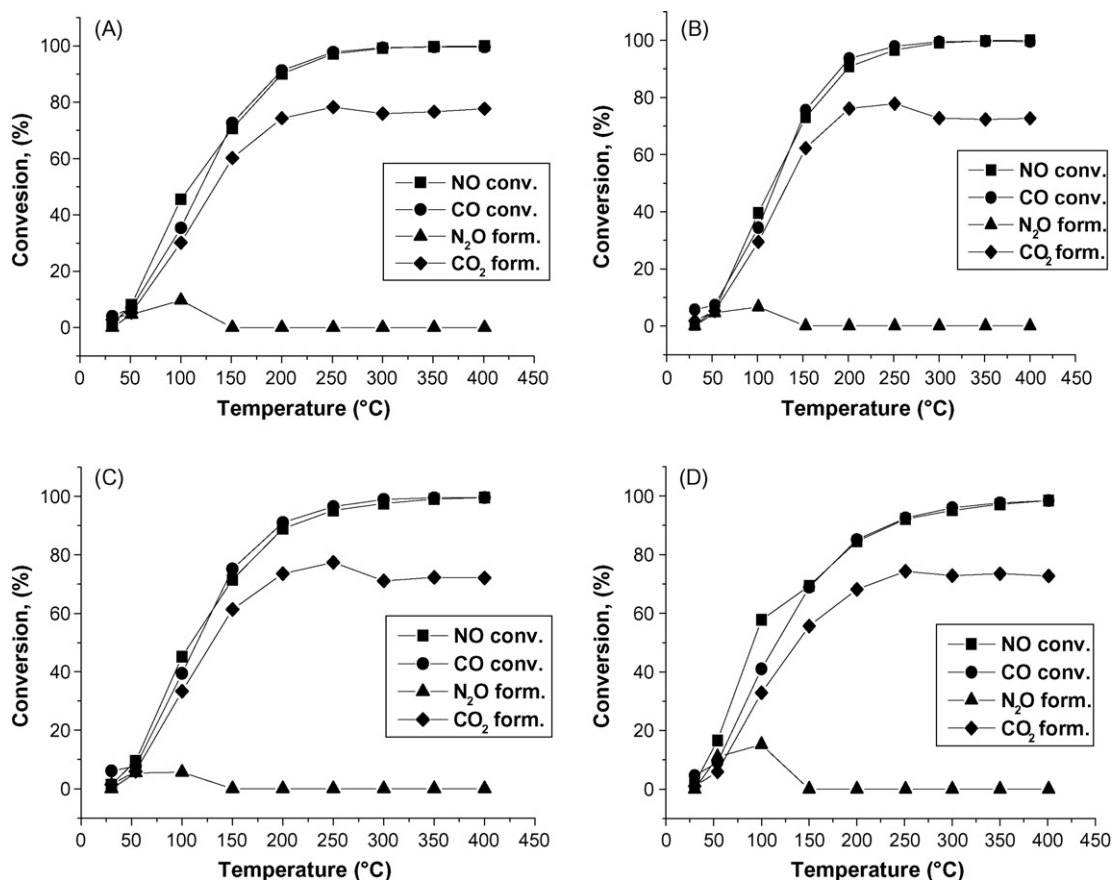 (A)
100
80
60
40
20
0
Convesion, (%)
NO conv.
CO conv.
N₂O form.
CO₂ form.
0 50 100 150 200 250 300 350 400 450
Temperature (°C)
(B)
100
80
60
40
20
0
Conversion, (%)
NO conv.
CO conv.
N₂O form.
CO₂ form.
0 50 100 150 200 250 300 350 400 450
Temperature (°C)
(C)
100
80
60
40
20
0
Conversion, (%)
NO conv.
CO conv.
N₂O form.
CO₂ form.
0 50 100 150 200 250 300 350 400 450
Temperature (°C)
(D)
100
80
60
40
20
0
Conversion, (%)
NO conv.
CO conv.
N₂O form.
CO₂ form.
0 50 100 150 200 250 300 350 400 450
Temperature (°C)